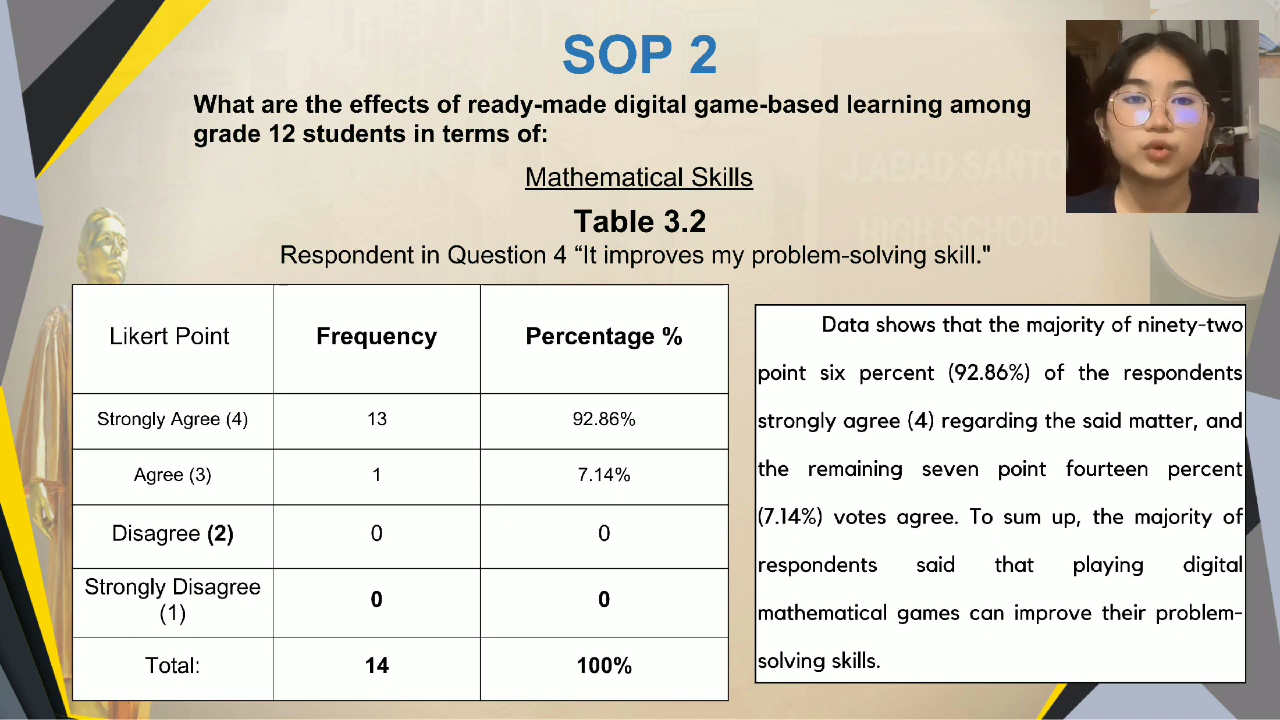 SOP 2
What are the effects of ready-made digital game-based learning among
grade 12 students in terms of:
Mathematical Skills
Table 3.2
Respondent in Question 4 “It improves my problem-solving skill."
J.ABAD SANTO
HIGH SCHOOL
Likert Point Frequency Percentage %
Strongly Agree (4) 13 92.86%
Agree (3) 1 7.14%
Disagree (2) 0 0
Strongly Disagree
(1) 0 0
Total: 14 100%
Data shows that the majority of ninety-two
point six percent (92.86%) of the respondents
strongly agree (4) regarding the said matter, and
the remaining seven point fourteen percent
(7.14%) votes agree. To sum up, the majority of
respondents said that playing digital
mathematical games can improve their problem-
solving skills.